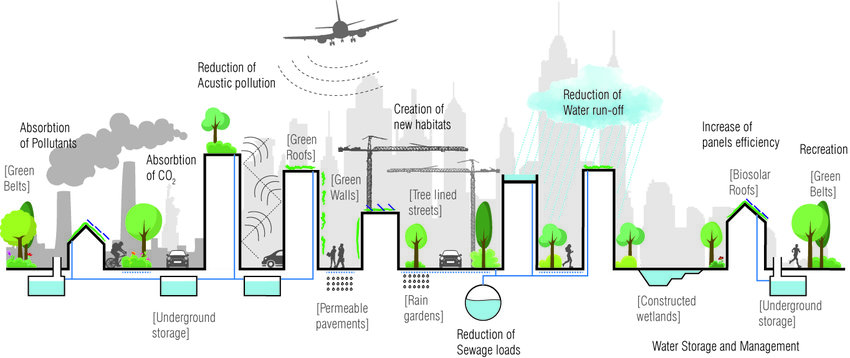 Reduction of
Acustic pollution
Absorbtion
of Pollutants
[Green
Belts]
Absorbtion
of CO2
[Green
Roofs]
[Green
Walls]
Creation of
new habitats
[Tree lined
streets]
Reduction of
Water run-off
Increase of
panels efficiency
[Biosolar
Roofs]
Recreation
[Green
Belts]
[Underground
storage]
[Permeable
pavements]
[Rain
gardens]
Reduction of
Sewage loads
[Constructed
wetlands]
[Underground
storage]
Water Storage and Management